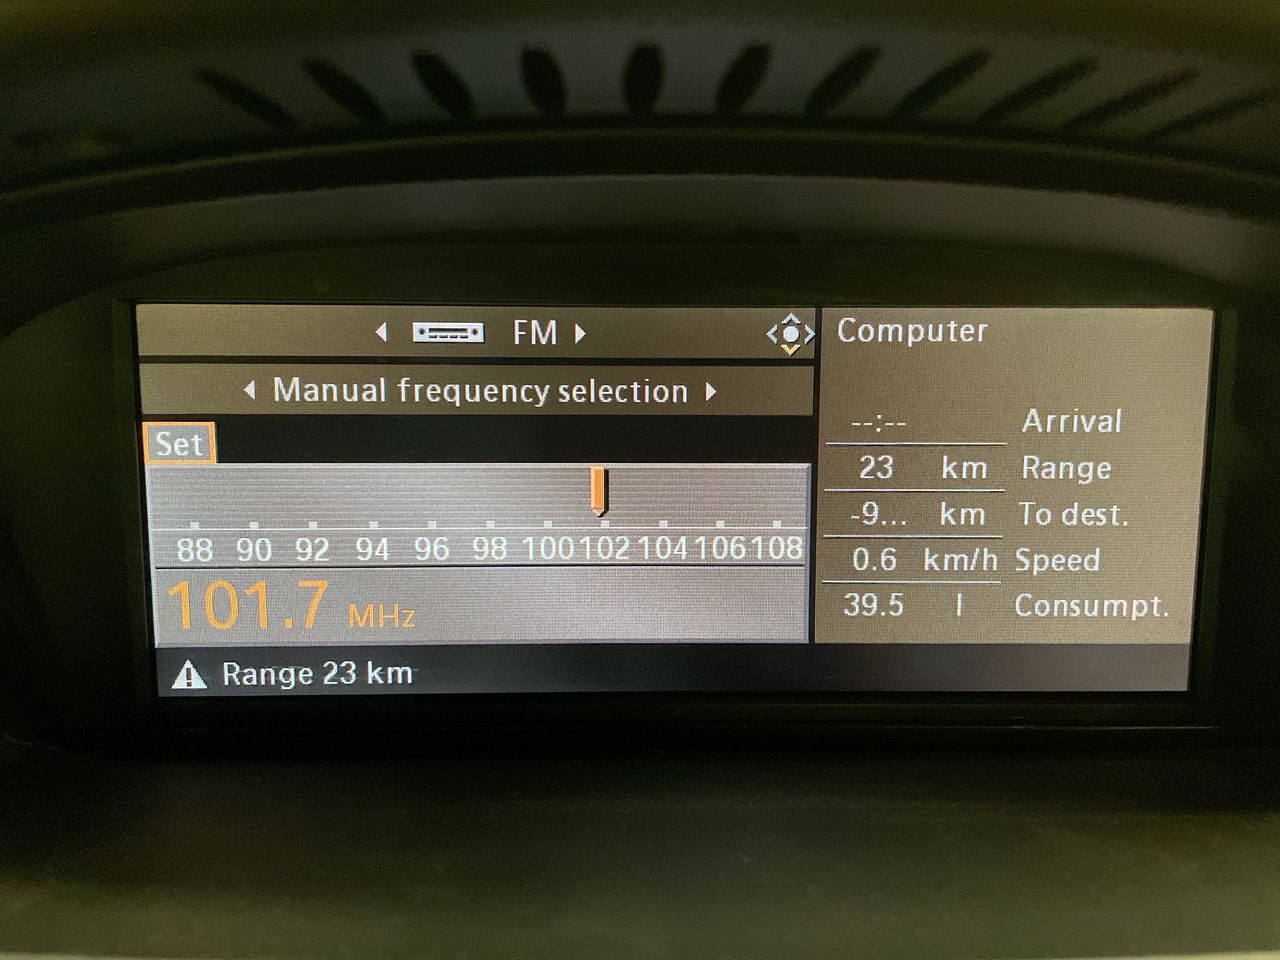 FM
Manual frequency selection
Set
88 90 92 94 96 98 100 102 104 106 108
101.7 MHz
Range 23 km
Computer
--:-- Arrival
23 km Range
-9... km To dest.
0.6 km/h Speed
39.5 l Consumpt.